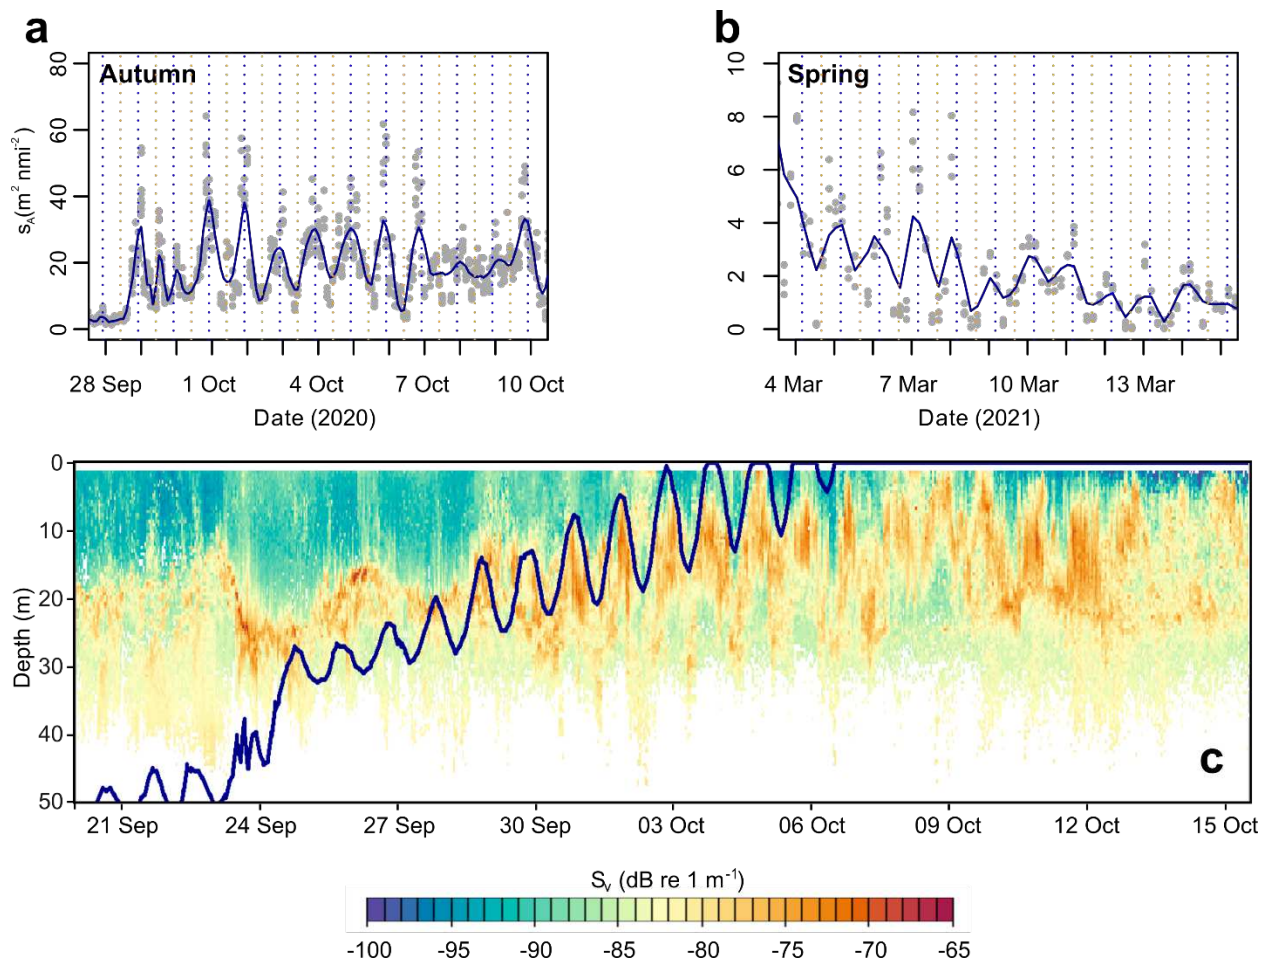 a
Autumn
80
60
40
20
0
sA(m² nmi⁻²)
28 Sep
1 Oct
4 Oct
7 Oct
10 Oct
Date (2020)
b
Spring
10
8
6
4
2
0
4 Mar
7 Mar
10 Mar
13 Mar
Date (2021)
0
10
20
30
40
50
Depth (m)
c
21 Sep
24 Sep
27 Sep
30 Sep
03 Oct
06 Oct
09 Oct
12 Oct
15 Oct
Sv (dB re 1 m⁻¹)
-100
-95
-90
-85
-80
-75
-70
-65